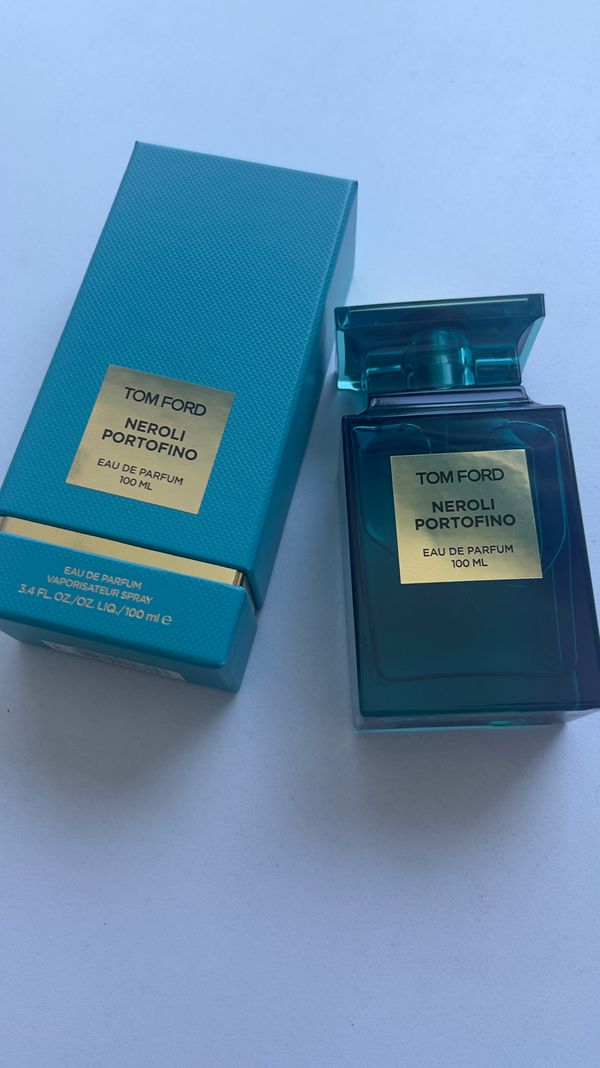 TOM FORD
NEROLI
PORTOFINO
EAU DE PARFUM
100 ML
EAU DE PARFUM
VAPORISATEUR SPRAY
3.4 FL. OZ./OZ. LIQ./100 ml e
TOM FORD
NEROLI
PORTOFINO
EAU DE PARFUM
100 ML